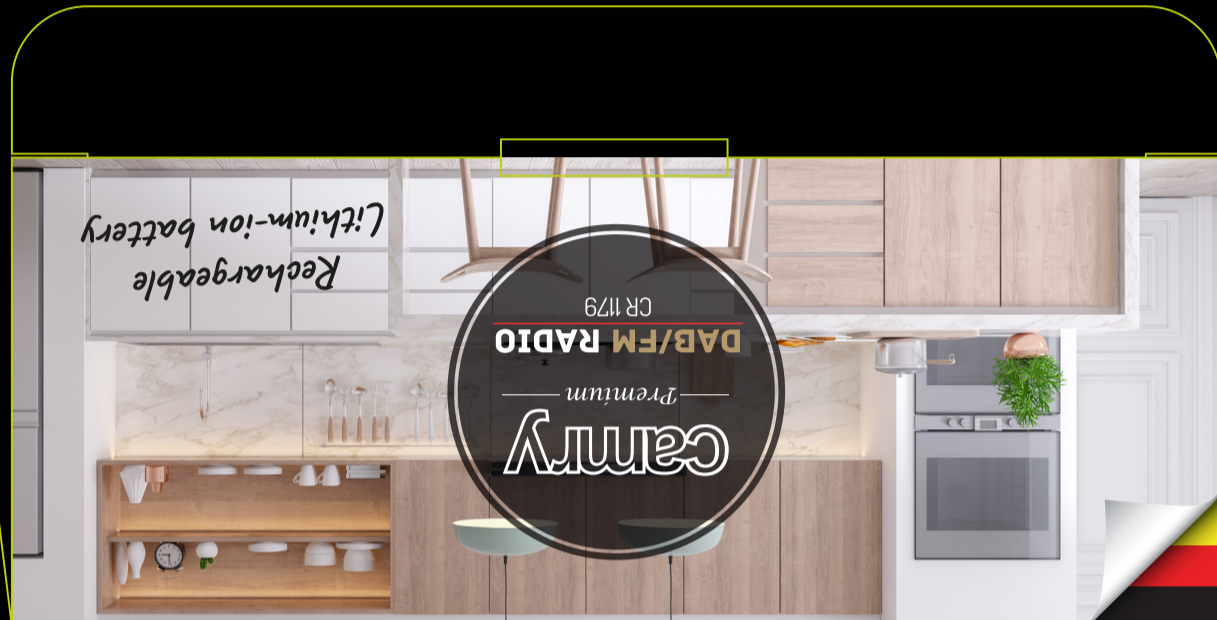 Rechargeable
Lithium-ion battery
camry
Premium
DAB/FM RADIO
CR 1179